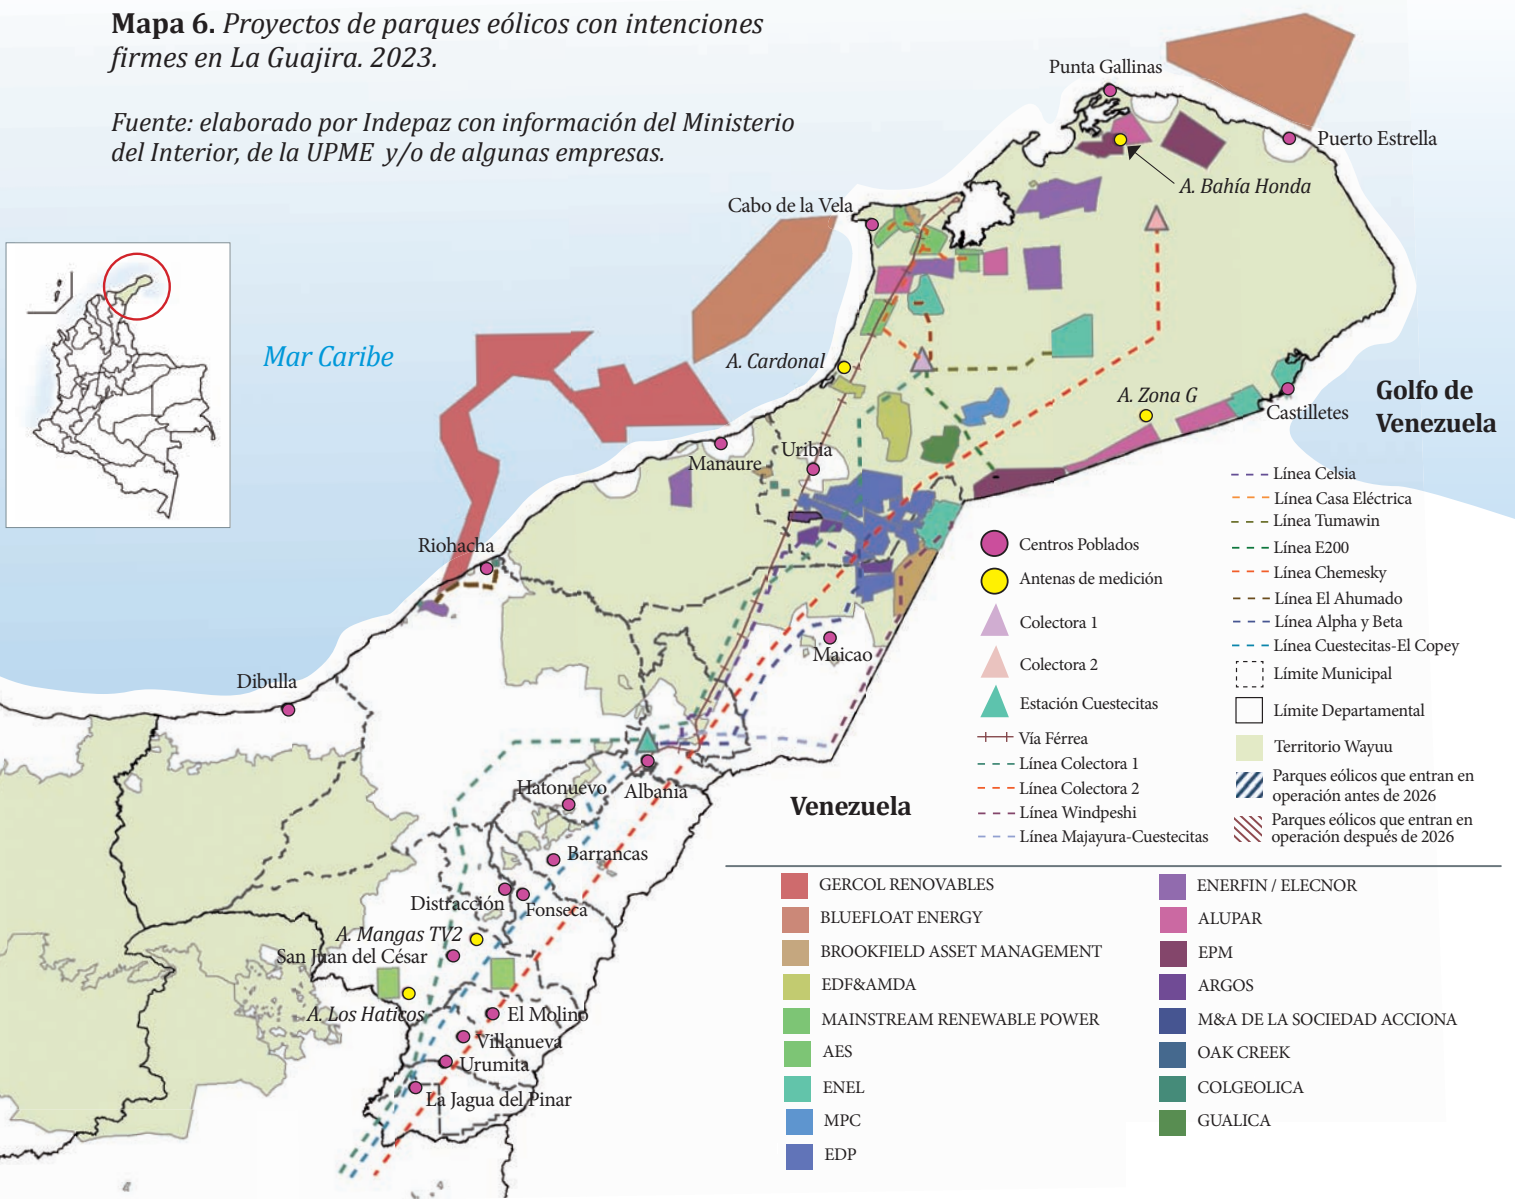 Mapa 6. Proyectos de parques eólicos con intenciones
firmes en La Guajira. 2023.
Fuente: elaborado por Indepaz con información del Ministerio
del Interior, de la UPME y/o de algunas empresas.
Punta Gallinas
Puerto Estrella
A. Bahía Honda
Cabo de la Vela
Mar Caribe
A. Cardonal
A. Zona G
Castilletes
Golfo de
Venezuela
Manaure
Uribia
Riohacha
Maicao
Dibulla
Albania
Hatonuevo
Barrancas
Distracción
Fonseca
A. Mangas TV2
San Juan del César
A. Los Haticos
El Molino
Villanueva
Urumita
La Jagua del Pinar
Venezuela
Centros Poblados
Antenas de medición
Colectora 1
Colectora 2
Estación Cuestecitas
Vía Férrea
Línea Colectora 1
Línea Colectora 2
Línea Windpeshi
Línea Majayura-Cuestecitas
Línea Celsia
Línea Casa Eléctrica
Línea Tumawin
Línea E200
Línea Chemesky
Línea El Ahumado
Línea Alpha y Beta
Línea Cuestecitas-El Copey
Límite Municipal
Límite Departamental
Territorio Wayuu
Parques eólicos que entran en
operación antes de 2026
Parques eólicos que entran en
operación después de 2026
GERCOL RENOVABLES
BLUEFLOAT ENERGY
BROOKFIELD ASSET MANAGEMENT
EDF&AMDA
MAINSTREAM RENEWABLE POWER
AES
ENEL
MPC
EDP
ENERFIN / ELECNOR
ALUPAR
EPM
ARGOS
M&A DE LA SOCIEDAD ACCIONA
OAK CREEK
COLGEOLICA
GUALICA